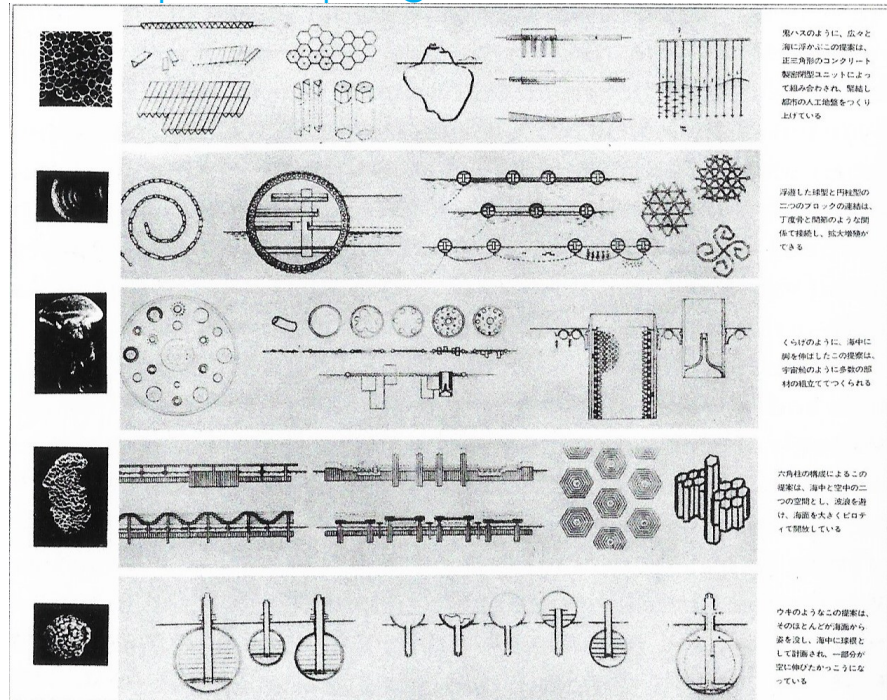 鬼ハスのように、広々と
海に浮かぶこの提案は、
正三角形のコンクリート
製密閉型ユニットによっ
て組み合わされ、緊結し
都市の人工地盤をつくり
上げている
浮遊した球型と円柱型の
二つのブロックの連結は、
丁度骨と関節のような関
係で接続し、拡大増殖が
できる
くらげのように、海中に
脚を伸ばしたこの提案は、
宇宙船のように多数の部
材の組立ててつくられる
六角柱の構成によるこの
提案は、海中と空中の二
つの空間とし、波浪を避
け、海面を大きくピロテ
ィで開放している
ウキのようなこの提案は、
そのほとんどが海面から
姿を没し、海中に球根と
して計画され、一部分が
空に伸びたかっこうにな
っている